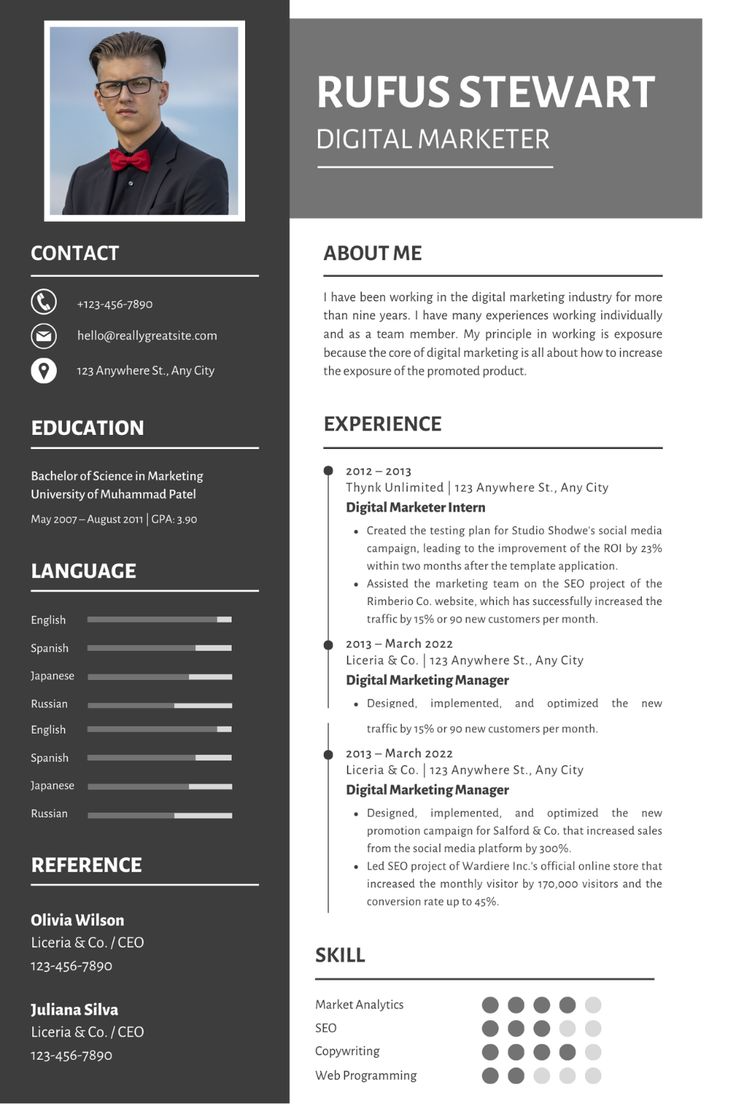 RUFUS STEWART
DIGITAL MARKETER
CONTACT
+123-456-7890
hello@reallygreatsite.com
123 Anywhere St., Any City
EDUCATION
Bachelor of Science in Marketing
University of Muhammad Patel
May 2007 – August 2011 | GPA: 3.90
LANGUAGE
English
Spanish
Japanese
Russian
English
Spanish
Japanese
Russian
REFERENCE
Olivia Wilson
Liceria & Co. / CEO
123-456-7890
Juliana Silva
Liceria & Co. / CEO
123-456-7890
ABOUT ME
I have been working in the digital marketing industry for more
than nine years. I have many experiences working individually
and as a team member. My principle in working is exposure
because the core of digital marketing is all about how to increase
the exposure of the promoted product.
EXPERIENCE
2012 – 2013
Thynk Unlimited | 123 Anywhere St., Any City
Digital Marketer Intern
• Created the testing plan for Studio Shodwe's social media
campaign, leading to the improvement of the ROI by 23%
within two months after the template application.
• Assisted the marketing team on the SEO project of the
Rimberio Co. website, which has successfully increased the
traffic by 15% or 90 new customers per month.
2013 – March 2022
Liceria & Co. | 123 Anywhere St., Any City
Digital Marketing Manager
• Designed, implemented, and optimized the new
traffic by 15% or 90 new customers per month.
2013 – March 2022
Liceria & Co. | 123 Anywhere St., Any City
Digital Marketing Manager
• Designed, implemented, and optimized the new
promotion campaign for Salford & Co. that increased sales
from the social media platform by 300%.
• Led SEO project of Wardiere Inc.'s official online store that
increased the monthly visitor by 170,000 visitors and the
conversion rate up to 45%.
SKILL
Market Analytics
SEO
Copywriting
Web Programming